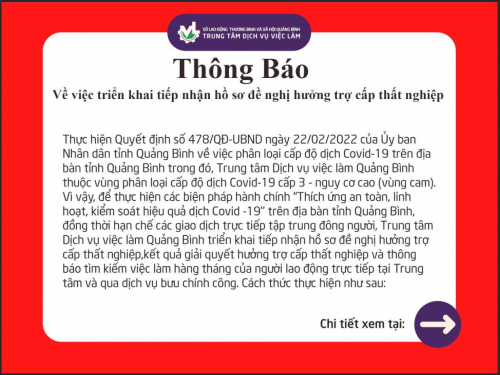 SỞ LAO ĐỘNG, THƯƠNG BINH VÀ XÃ HỘI QUẢNG BÌNH
TRUNG TÂM DỊCH VỤ VIỆC LÀM
Thông Báo
Về việc triển khai tiếp nhận hồ sơ đề nghị hưởng trợ cấp thất nghiệp
Thực hiện Quyết định số 478/QĐ-UBND ngày 22/02/2022 của Ủy ban
Nhân dân tỉnh Quảng Bình về việc phân loại cấp độ dịch Covid-19 trên địa
bàn tỉnh Quảng Bình trong đó, Trung tâm Dịch vụ việc làm Quảng Bình
thuộc vùng phân loại cấp độ dịch Covid-19 cấp 3 - nguy cơ cao (vùng cam).
Vì vậy, để thực hiện các biện pháp hành chính "Thích ứng an toàn, linh
hoạt, kiểm soát hiệu quả dịch Covid -19" trên địa bàn tỉnh Quảng Bình,
đồng thời hạn chế các giao dịch trực tiếp tập trung đông người, Trung tâm
Dịch vụ việc làm Quảng Bình triển khai tiếp nhận hồ sơ đề nghị hưởng trợ
cấp thất nghiệp,kết quả giải quyết hưởng trợ cấp thất nghiệp và thông
báo tìm kiếm việc làm hàng tháng của người lao động trực tiếp tại Trung
tâm và qua dịch vụ bưu chính công. Cách thức thực hiện như sau:
Chi tiết xem tại: